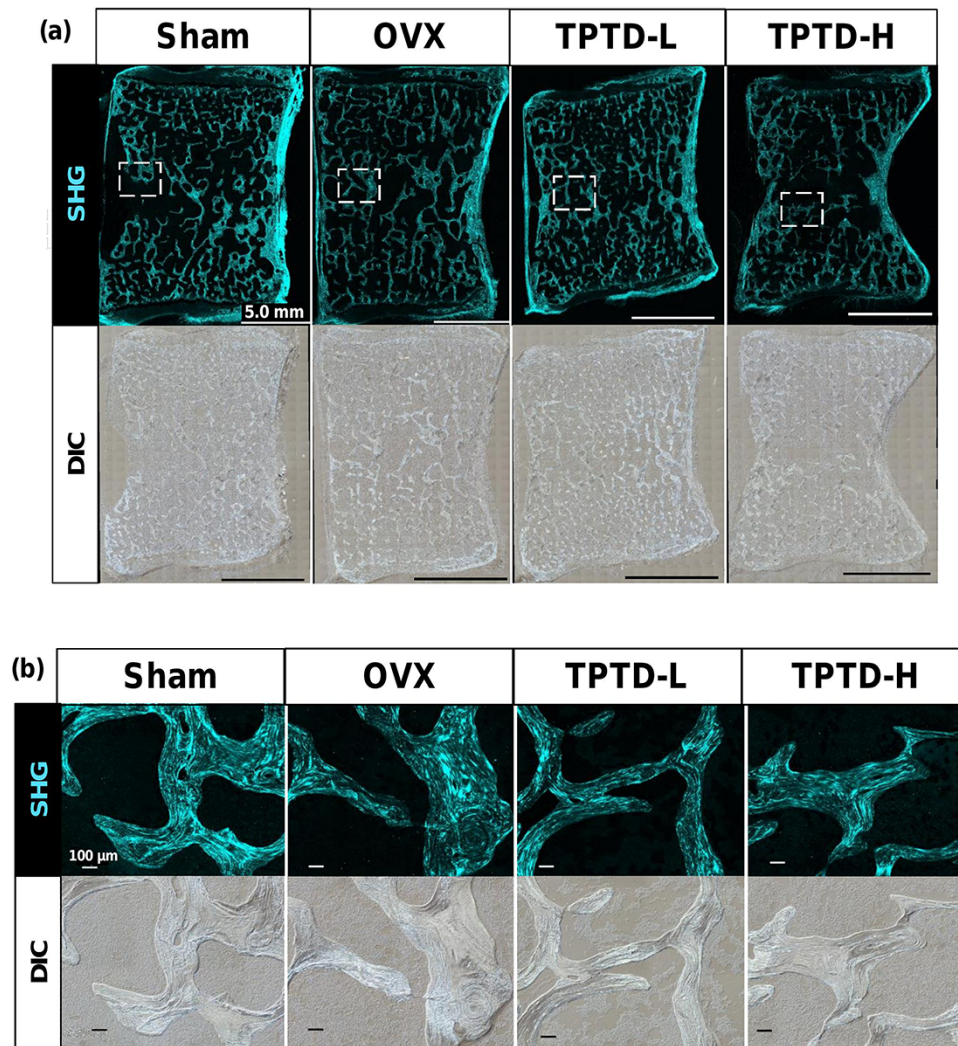 (a)
Sham OVX TPTD-L TPTD-H
SHG
5.0 mm
DIC
(b)
Sham OVX TPTD-L TPTD-H
SHG
100 µm
DIC